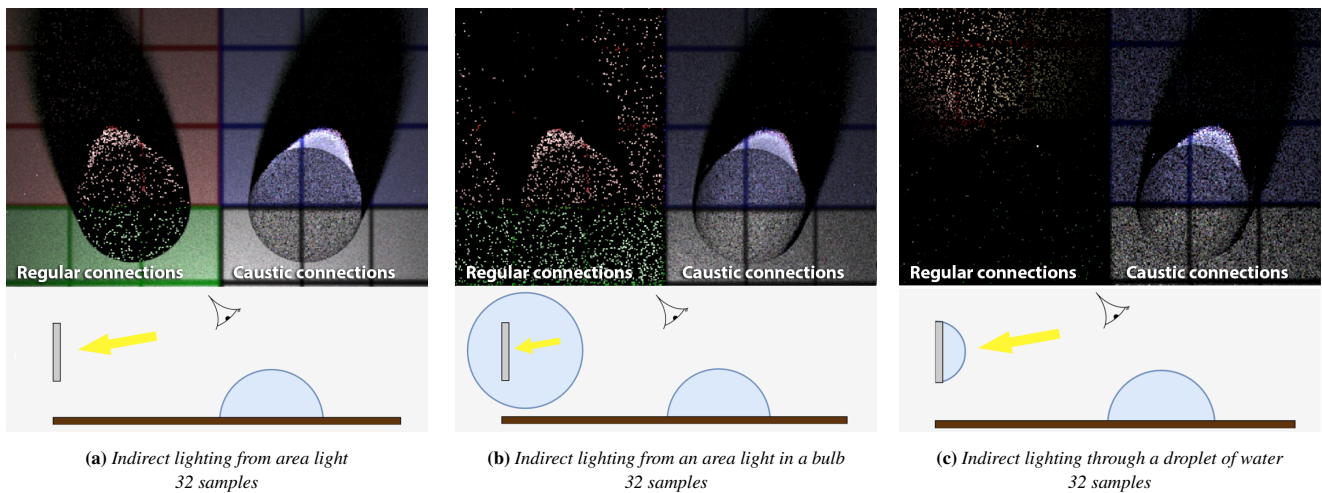 Regular connections
Caustic connections
Regular connections
Caustic connections
Regular connections
Caustic connections
(a) Indirect lighting from area light
32 samples
(b) Indirect lighting from an area light in a bulb
32 samples
(c) Indirect lighting through a droplet of water
32 samples